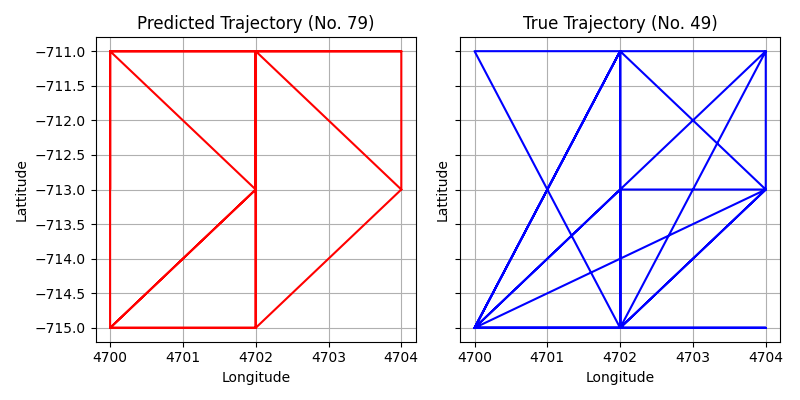 Predicted Trajectory (No. 79)
−711.0
−711.5
−712.0
−712.5
−713.0
−713.5
−714.0
−714.5
−715.0
Lattitude
4700 4701 4702 4703 4704
Longitude
True Trajectory (No. 49)
Lattitude
4700 4701 4702 4703 4704
Longitude